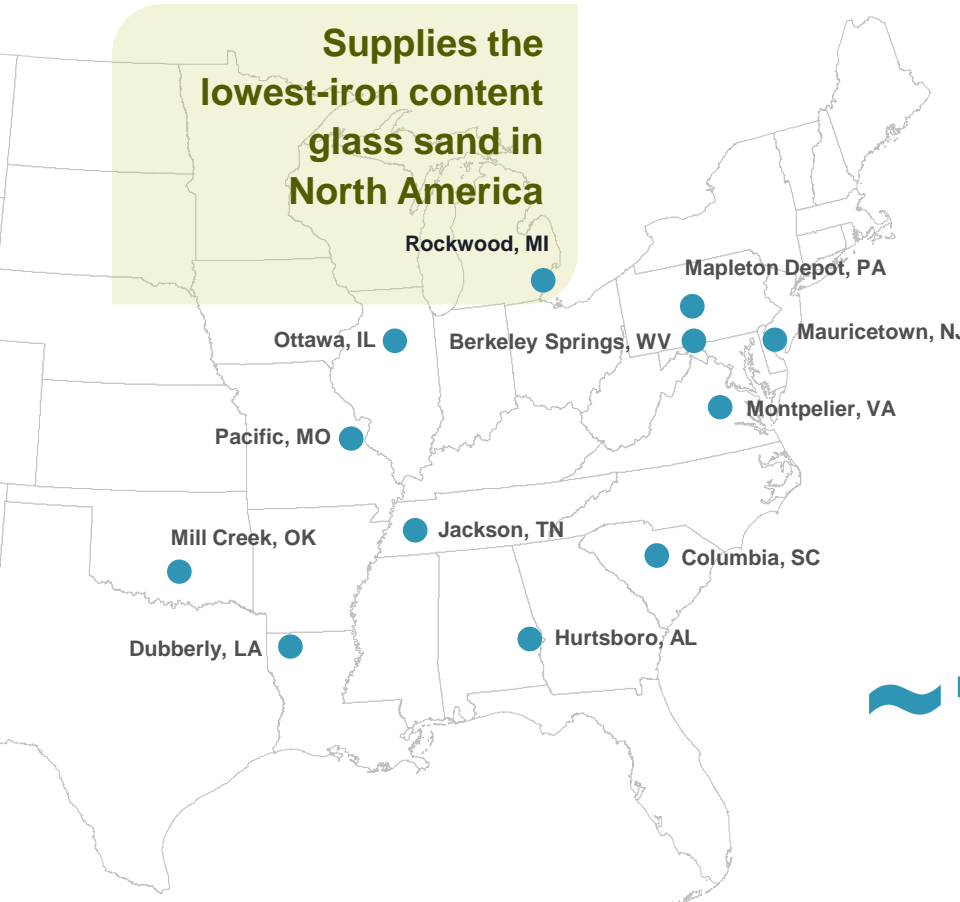 Supplies the
lowest-iron content
glass sand in
North America
Rockwood, MI
Mapleton Depot, PA
Ottawa, IL
Berkeley Springs, WV
Mauricetown, NJ
Montpelier, VA
Pacific, MO
Jackson, TN
Mill Creek, OK
Columbia, SC
Dubberly, LA
Hurtsboro, AL